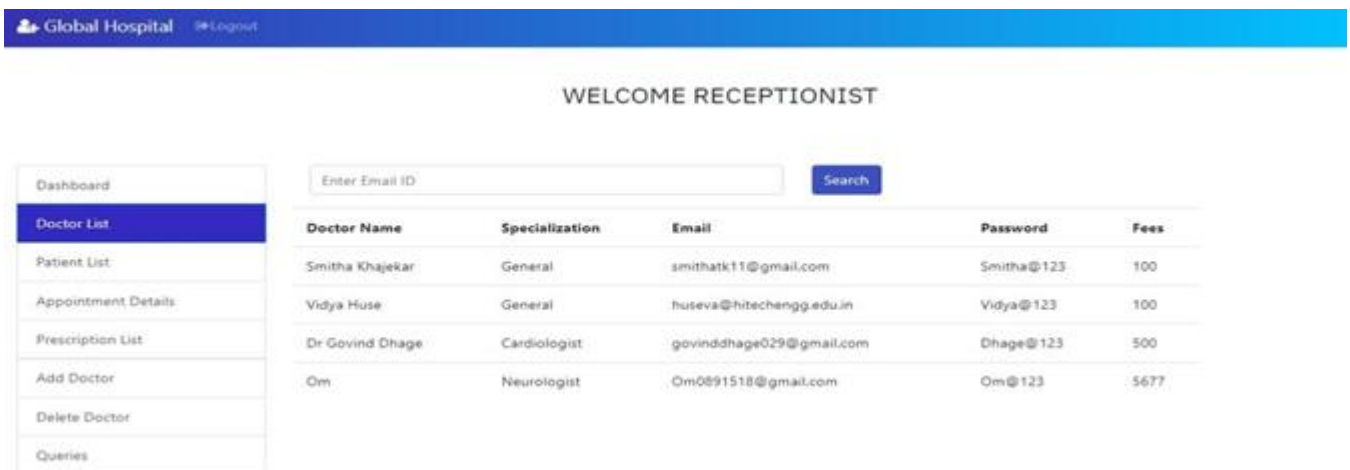 Global Hospital Logout
WELCOME RECEPTIONIST
Dashboard
Doctor List
Patient List
Appointment Details
Prescription List
Add Doctor
Delete Doctor
Queries
Enter Email ID Search
Doctor Name Specialization Email Password Fees
Smitha Khajekar General smithatk11@gmail.com Smitha@123 100
Vidya Huse General huseva@hitechengg.edu.in Vidya@123 100
Dr Govind Dhage Cardiologist govinddhage029@gmail.com Dhage@123 500
Om Neurologist Om0891518@gmail.com Om@123 5677